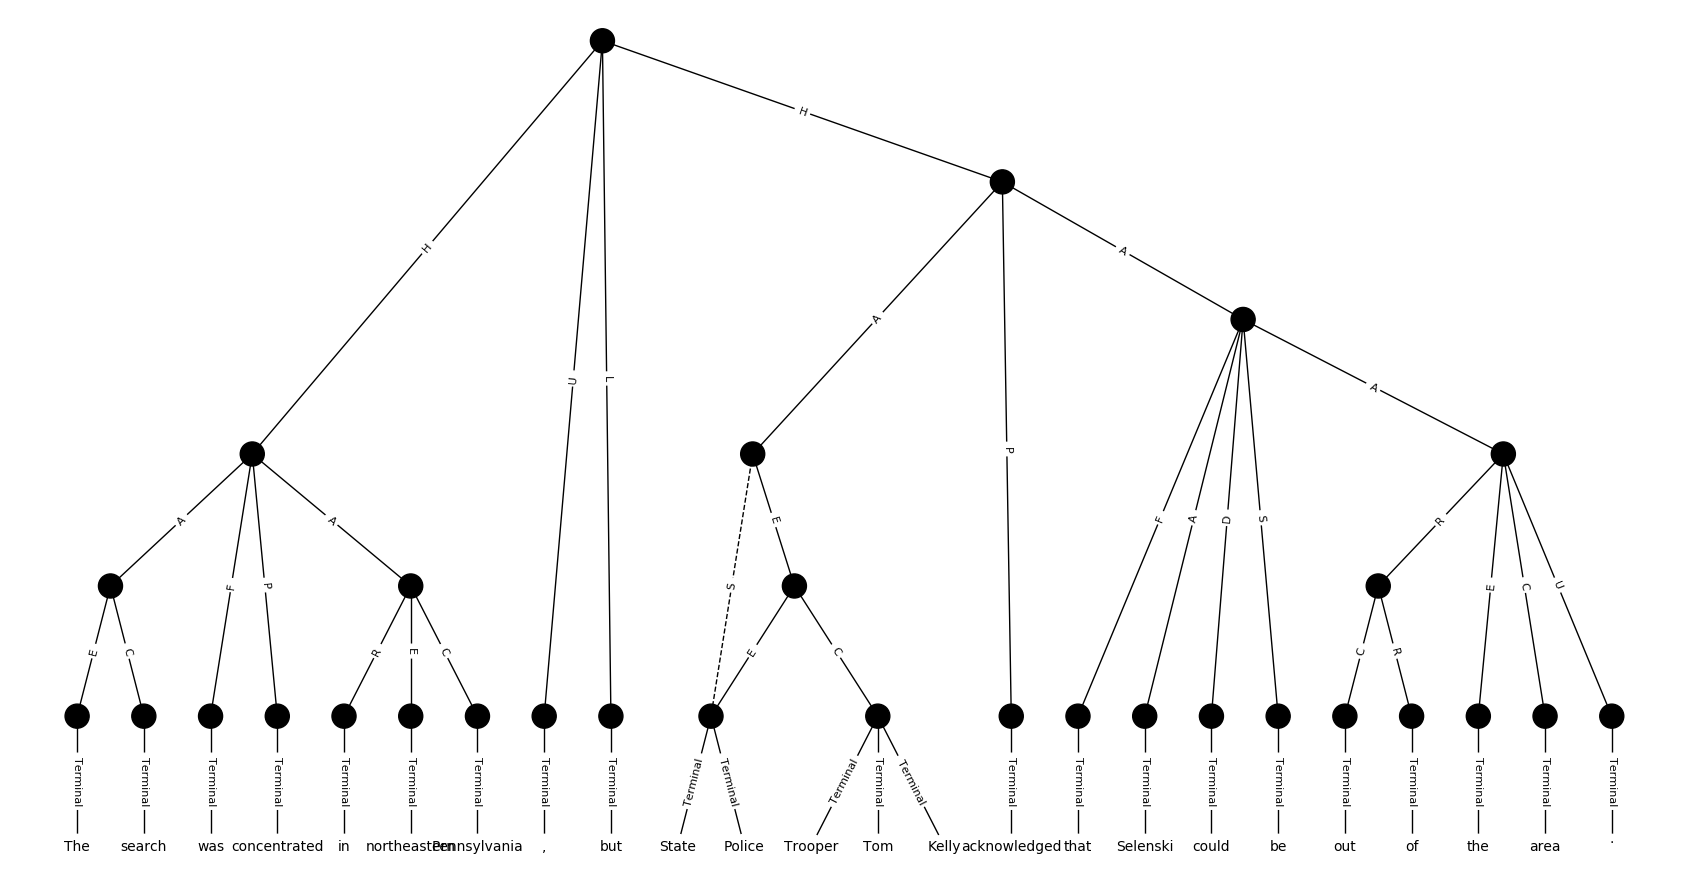 H
H
A
A
U
L
A
P
A
A
F
P
A
E
S
F
A
D
S
R
E
C
U
E
C
R
E
C
E
C
C
R
Terminal Terminal Terminal Terminal Terminal Terminal Terminal Terminal Terminal Terminal Terminal Terminal Terminal Terminal Terminal Terminal Terminal Terminal Terminal Terminal Terminal Terminal Terminal Terminal
The search was concentrated in northeastern Pennsylvania , but State Police Trooper Tom Kelly acknowledged that Selenski could be out of the area .